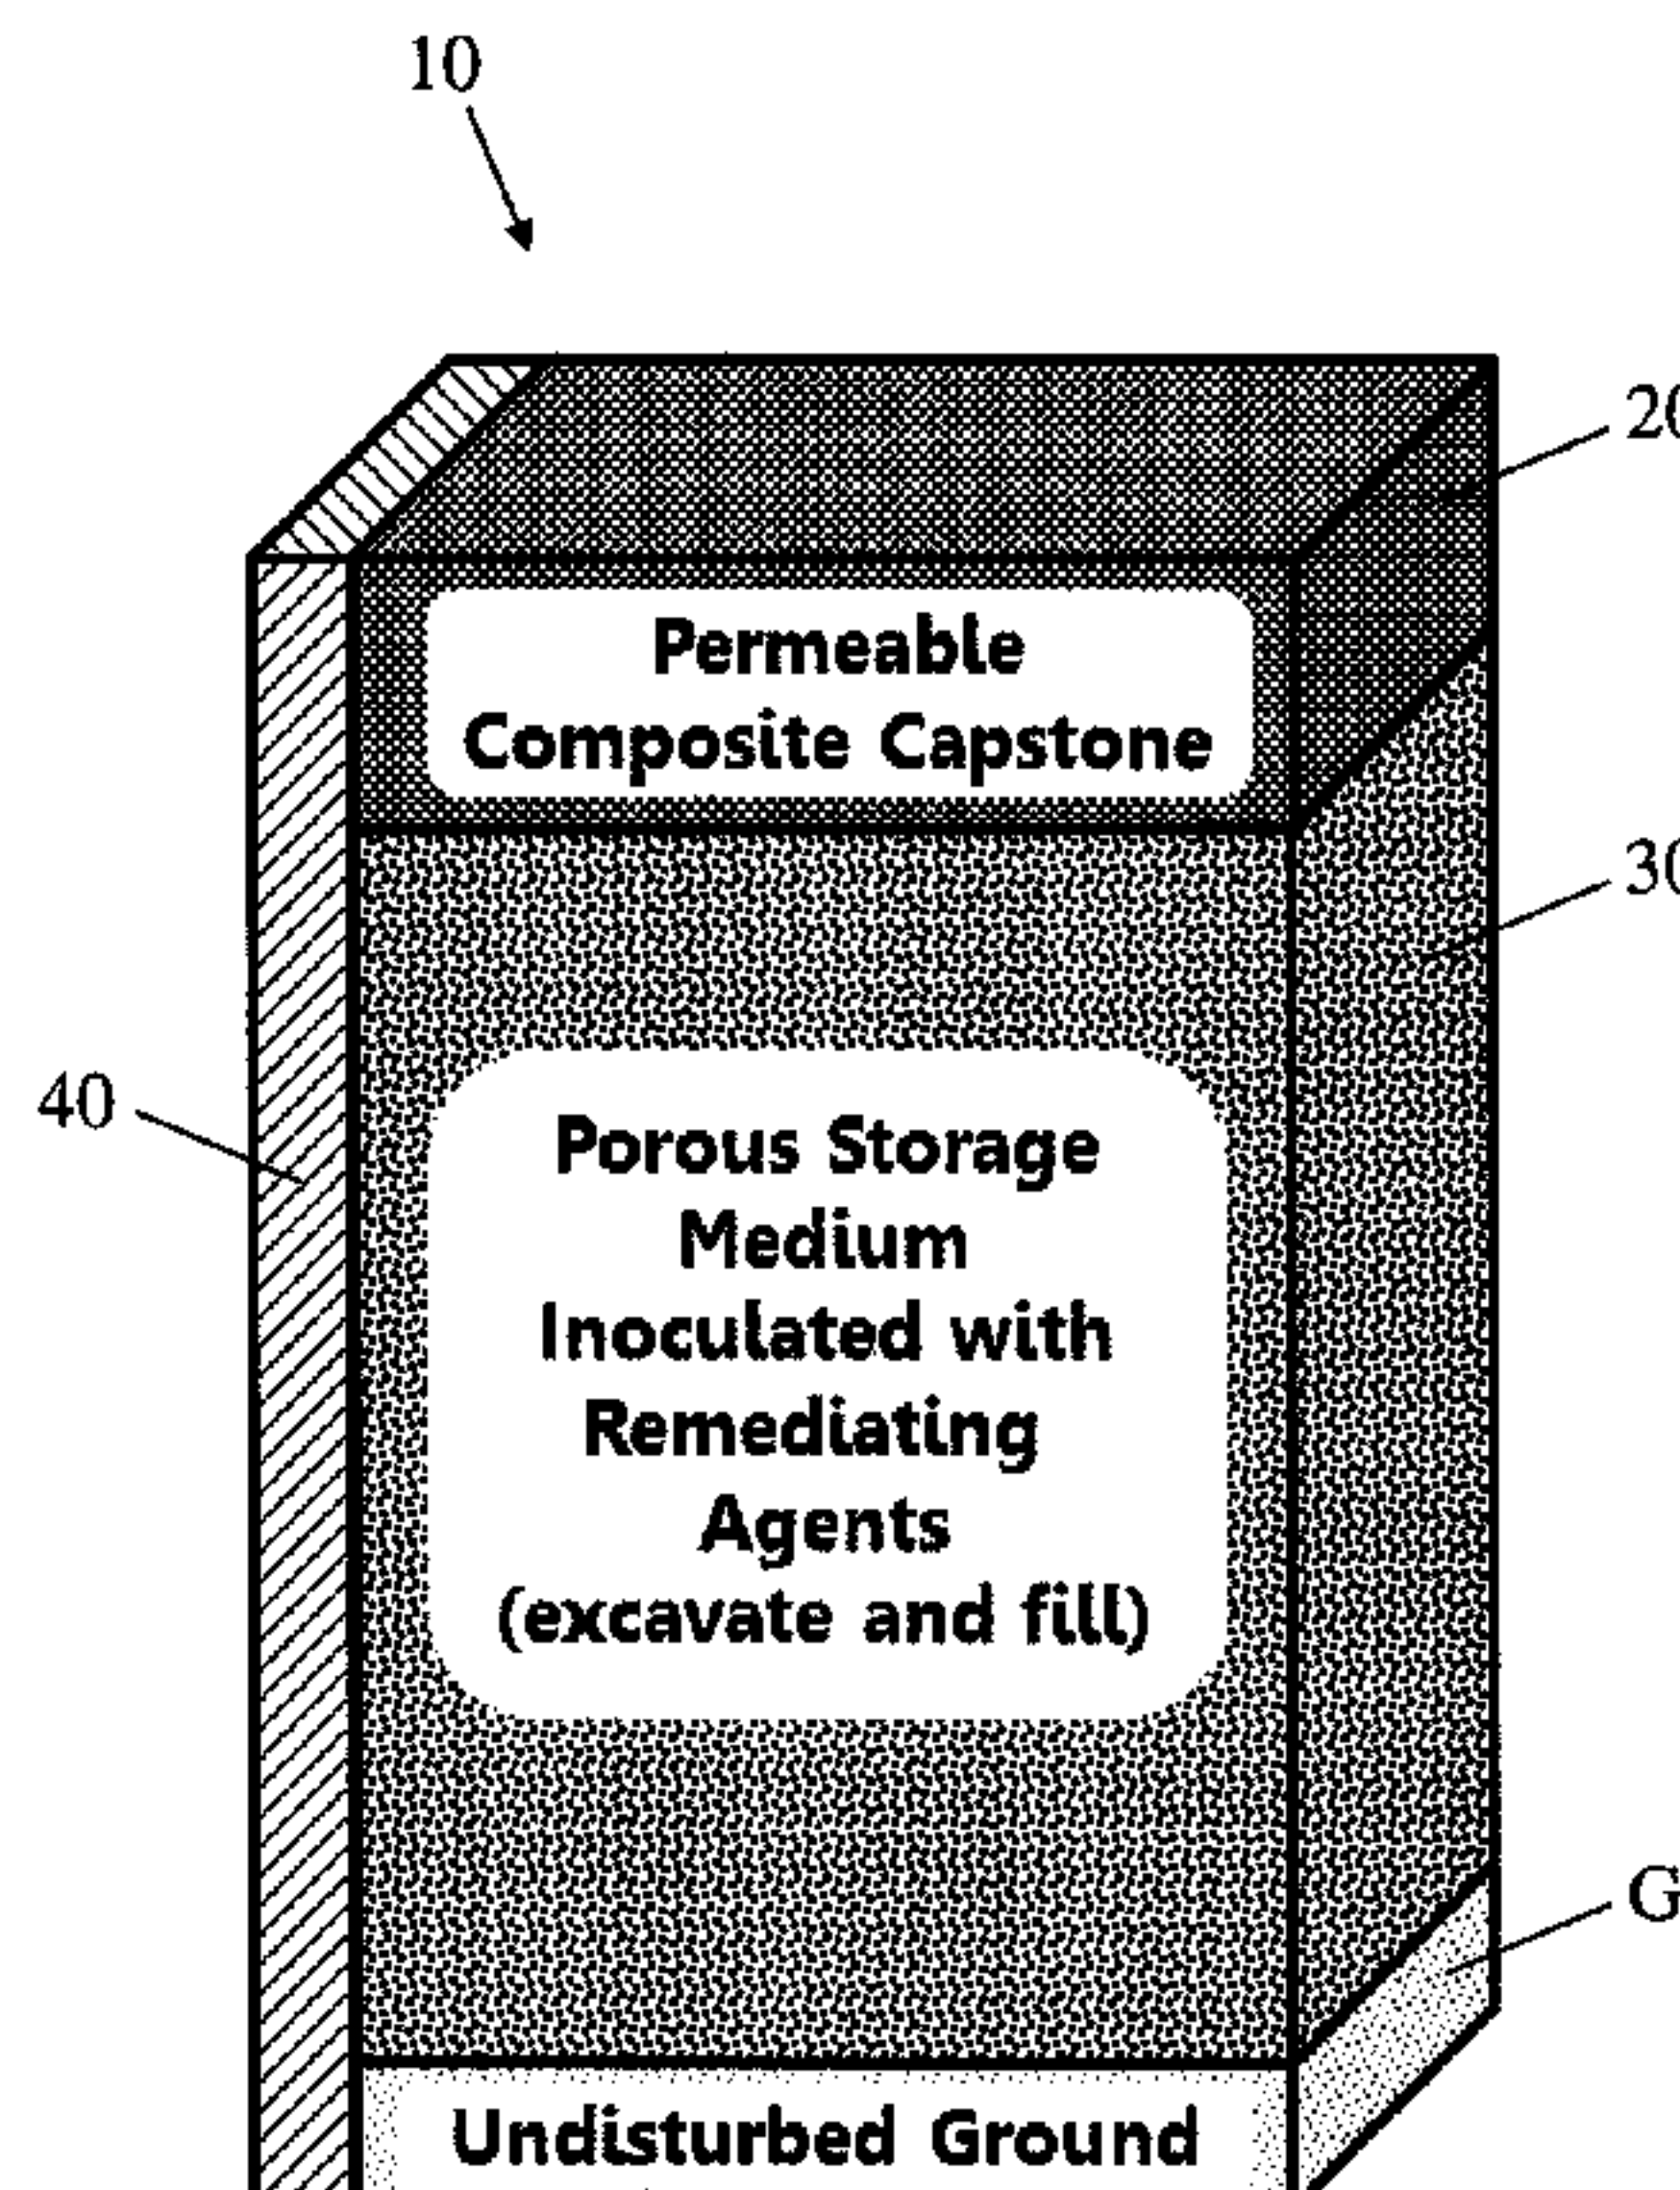 10
20
Permeable
Composite Capstone
30
40
Porous Storage
Medium
Inoculated with
Remediating
Agents
(excavate and fill)
G
Undisturbed Ground